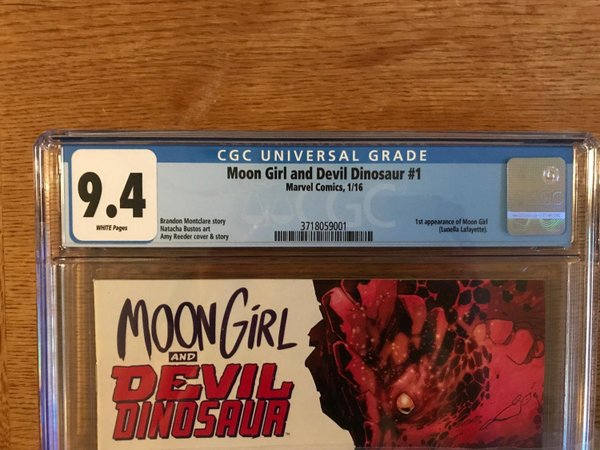 CGC UNIVERSAL GRADE
9.4
WHITE Pages
Moon Girl and Devil Dinosaur #1
Marvel Comics, 1/16
Brandon Montclare story
Natacha Bustos art
Amy Reeder cover & story
CGC
3718059001
1st appearance of Moon Girl
(Lunella Lafayette).
MOON GIRL
AND
DEVIL
DINOSAUR